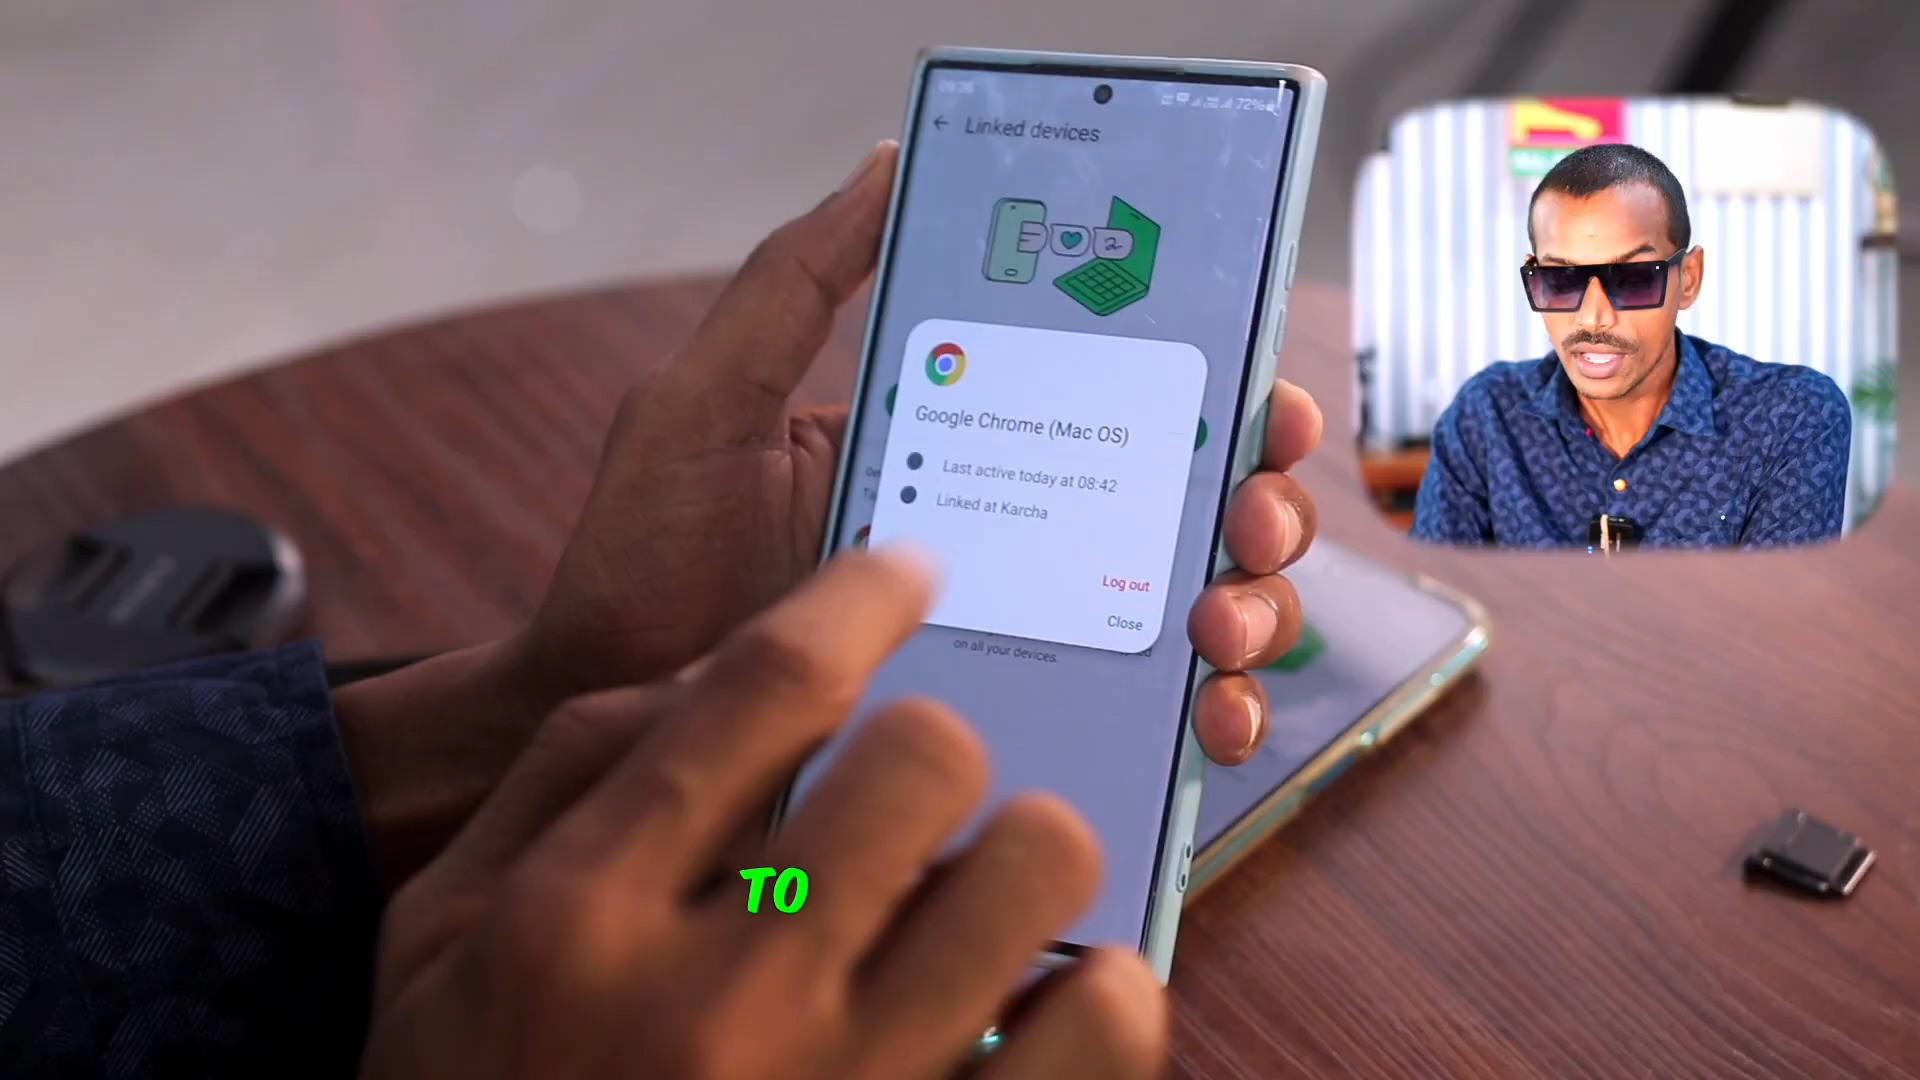 72%
Linked devices
Google Chrome (Mac OS)
Last active today at 08:42
Linked at Karcha
Log out
Close
on all your devices.
TO